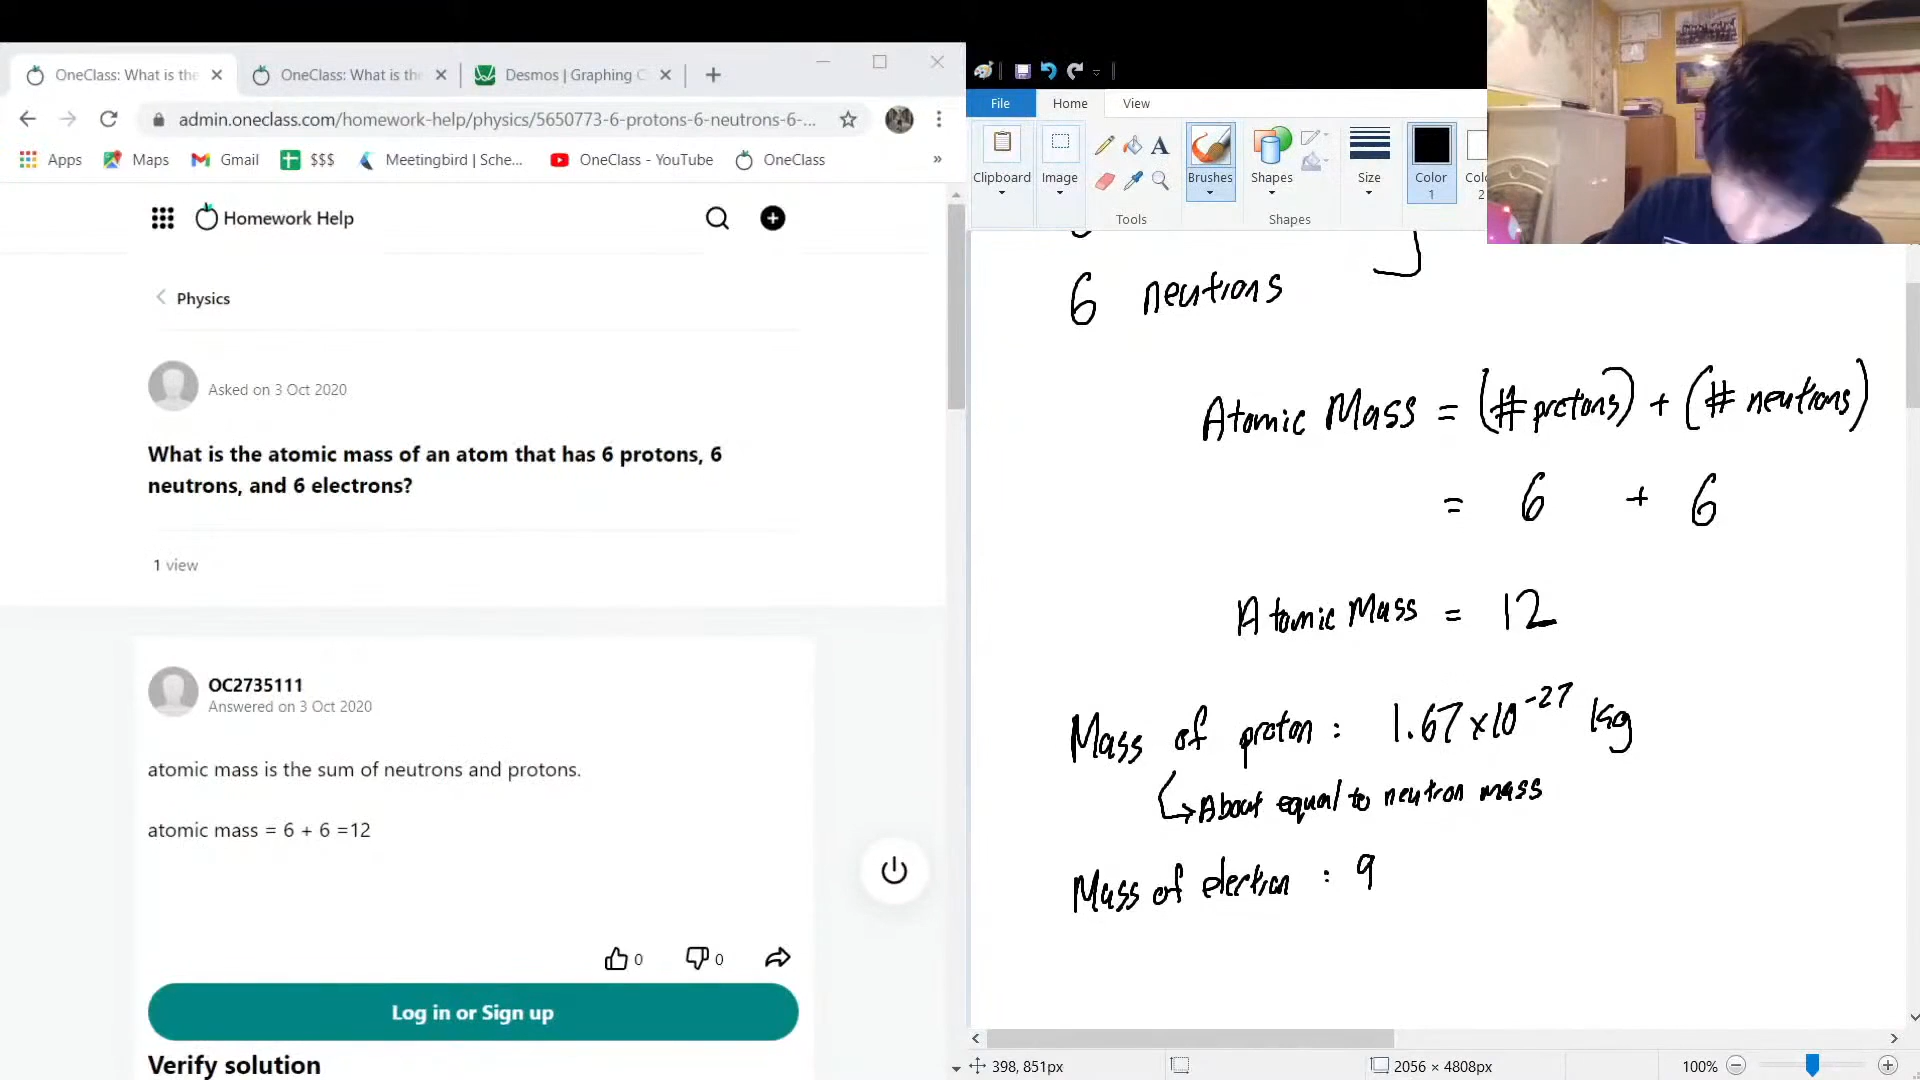 OneClass: What is the
OneClass: What is the
Desmos | Graphing C
admin.oneclass.com/homework-help/physics/5650773-6-protons-6-neutrons-6-...
Apps Maps Gmail $$$ Meetingbird | Sche... OneClass - YouTube OneClass »
Homework Help
Physics
Asked on 3 Oct 2020
What is the atomic mass of an atom that has 6 protons, 6
neutrons, and 6 electrons?
1 view
OC2735111
Answered on 3 Oct 2020
atomic mass is the sum of neutrons and protons.
atomic mass = 6 + 6 =12
0 0
Log in or Sign up
Verify solution
File Home View
Clipboard Image Tools Brushes Shapes Size Color
1 2
Shapes
6 neutrons
Atomic Mass = (# protons) + (# neutrons)
= 6 + 6
Atomic Mass = 12
Mass of proton : 1.67 x 10⁻²⁷ kg
↳ About equal to neutron mass
Mass of electron : 9
398, 851px 2056 × 4808px 100%